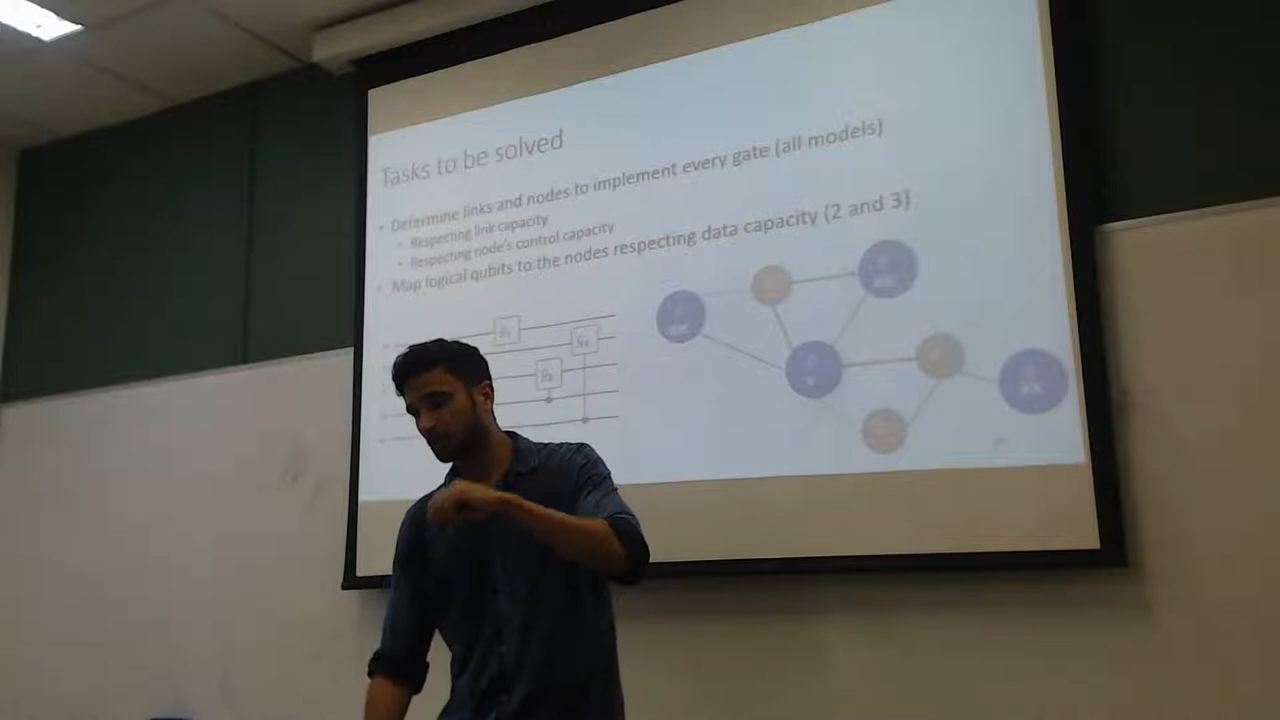 Tasks to be solved
• Determine links and nodes to implement every gate (all models)
• Respecting link capacity
• Respecting node's control capacity
• Map logical qubits to the nodes respecting data capacity (2 and 3)